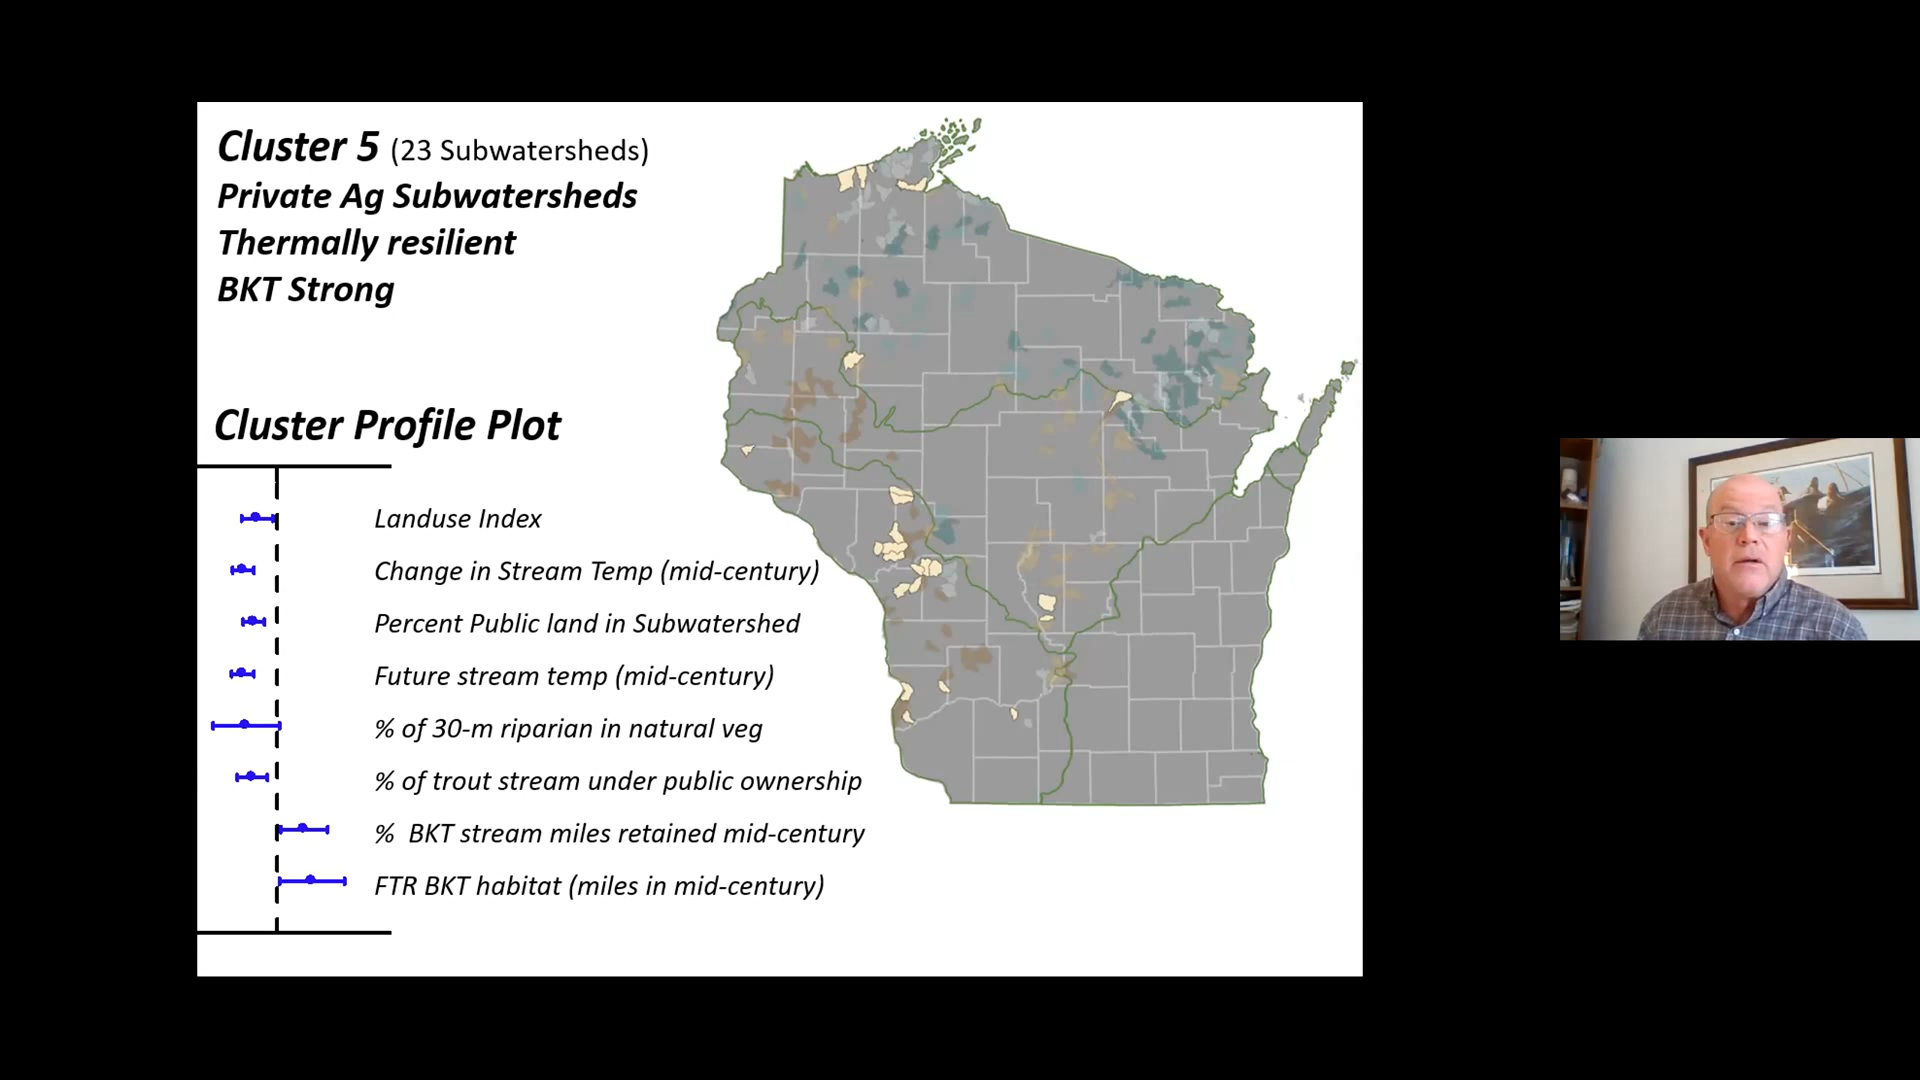 Cluster 5 (23 Subwatersheds)
Private Ag Subwatersheds
Thermally resilient
BKT Strong
Cluster Profile Plot
Landuse Index
Change in Stream Temp (mid-century)
Percent Public land in Subwatershed
Future stream temp (mid-century)
% of 30-m riparian in natural veg
% of trout stream under public ownership
% BKT stream miles retained mid-century
FTR BKT habitat (miles in mid-century)